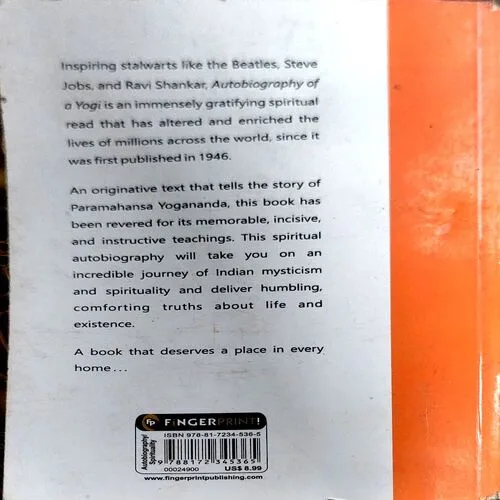 Inspiring stalwarts like the Beatles, Steve
Jobs, and Ravi Shankar, Autobiography of
a Yogi is an immensely gratifying spiritual
read that has altered and enriched the
lives of millions across the world, since it
was first published in 1946.
An originative text that tells the story of
Paramahansa Yogananda, this book has
been revered for its memorable, incisive,
and instructive teachings. This spiritual
autobiography will take you on an
incredible journey of Indian mysticism
and spirituality and deliver humbling,
comforting truths about life and
existence.
A book that deserves a place in every
home...
FP FiNGERPRINT!
Autobiography/
Spirituality
ISBN 978-81-7234-536-5
9 788172 345365
00024900 US$ 8.99
www.fingerprintpublishing.com